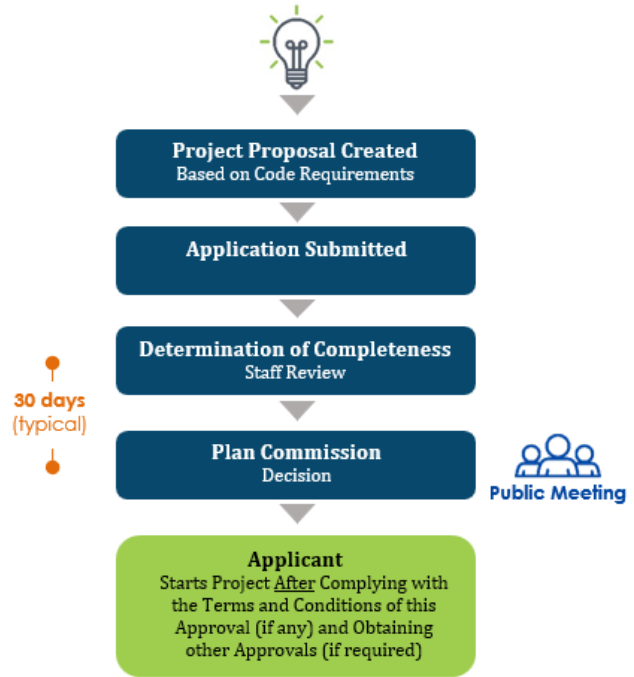 Project Proposal Created
Based on Code Requirements
Application Submitted
Determination of Completeness
Staff Review
30 days
(typical)
Plan Commission
Decision
Public Meeting
Applicant
Starts Project After Complying with
the Terms and Conditions of this
Approval (if any) and Obtaining
other Approvals (if required)